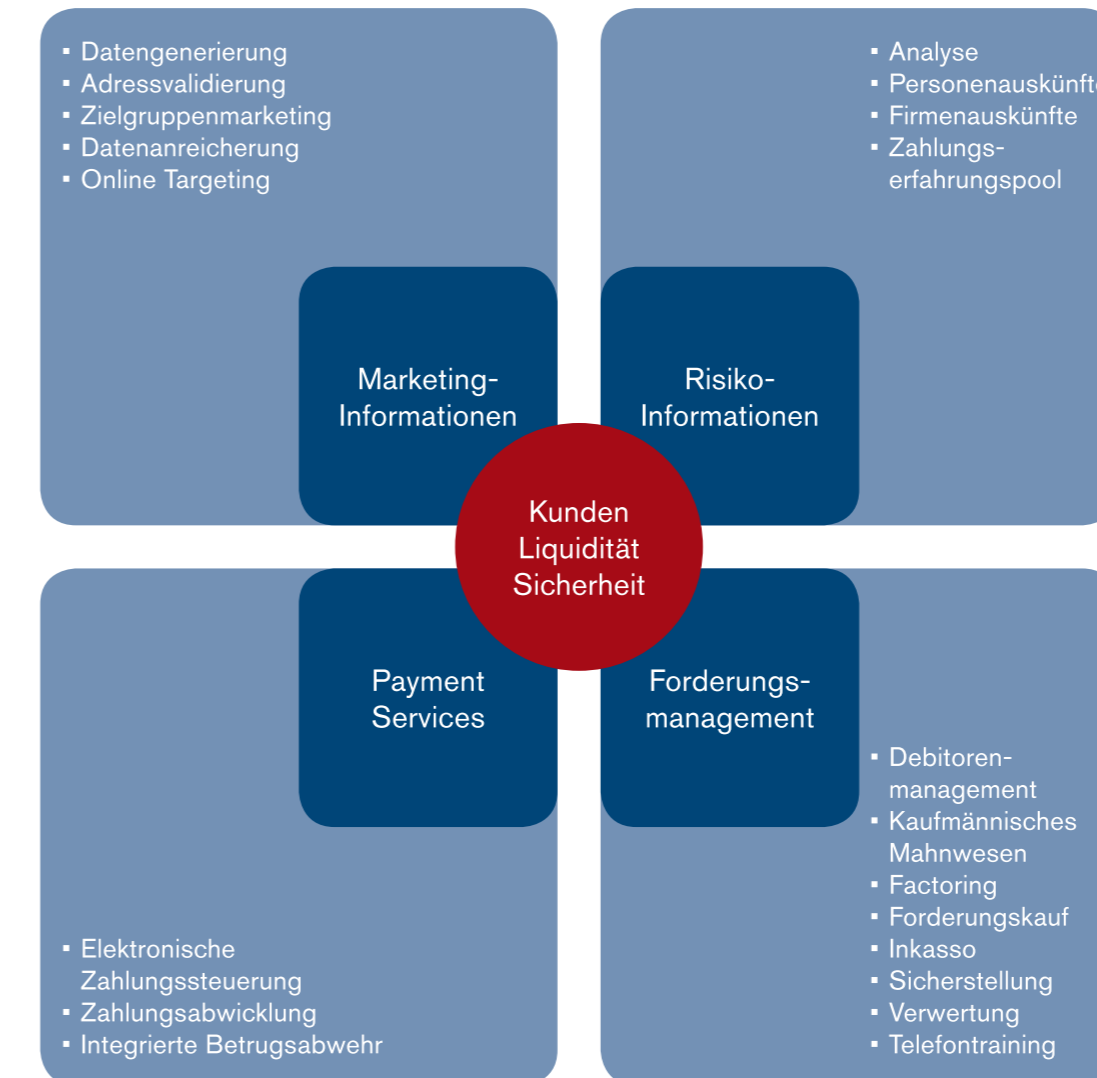 ▪ Datengenerierung
▪ Adressvalidierung
▪ Zielgruppenmarketing
▪ Datenanreicherung
▪ Online Targeting
▪ Analyse
▪ Personenauskünfte
▪ Firmenauskünfte
▪ Zahlungs-
erfahrungspool
Marketing-
Informationen
Risiko-
Informationen
Kunden
Liquidität
Sicherheit
Payment
Services
Forderungs-
management
▪ Elektronische
Zahlungssteuerung
▪ Zahlungsabwicklung
▪ Integrierte Betrugsabwehr
▪ Debitoren-
management
▪ Kaufmännisches
Mahnwesen
▪ Factoring
▪ Forderungskauf
▪ Inkasso
▪ Sicherstellung
▪ Verwertung
▪ Telefontraining